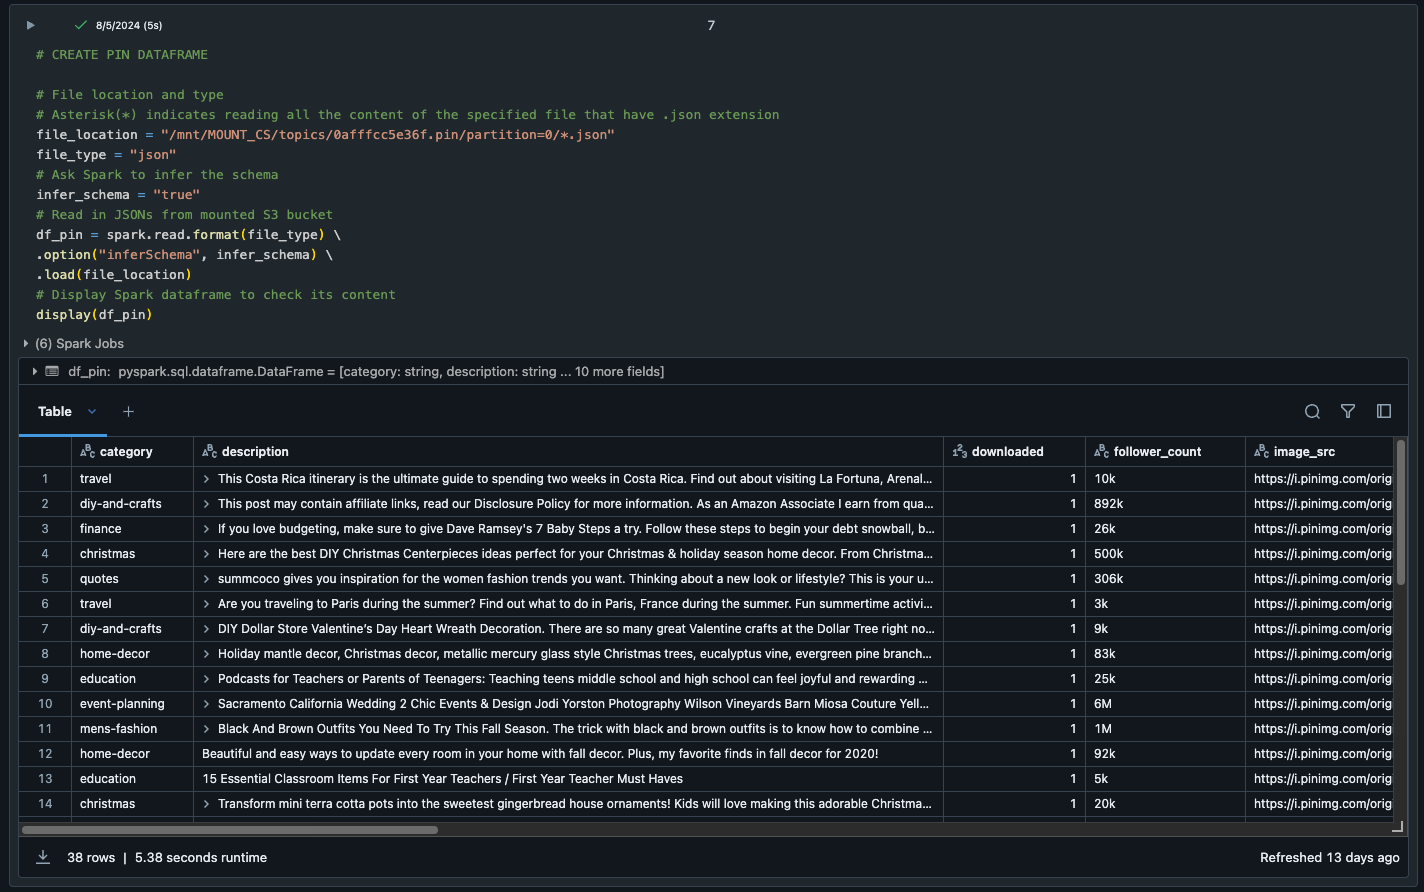 8/5/2024 (5s)
7
# CREATE PIN DATAFRAME
# File location and type
# Asterisk(*) indicates reading all the content of the specified file that have .json extension
file_location = "/mnt/MOUNT_CS/topics/0afffcc5e36f.pin/partition=0/*.json"
file_type = "json"
# Ask Spark to infer the schema
infer_schema = "true"
# Read in JSONs from mounted S3 bucket
df_pin = spark.read.format(file_type) \
.option("inferSchema", infer_schema) \
.load(file_location)
# Display Spark dataframe to check its content
display(df_pin)
(6) Spark Jobs
df_pin: pyspark.sql.dataframe.DataFrame = [category: string, description: string ... 10 more fields]
Table
category description downloaded follower_count image_src
1 travel This Costa Rica itinerary is the ultimate guide to spending two weeks in Costa Rica. Find out about visiting La Fortuna, Arenal... 1 10k https://i.pinimg.com/orig
2 diy-and-crafts This post may contain affiliate links, read our Disclosure Policy for more information. As an Amazon Associate I earn from qua... 1 892k https://i.pinimg.com/orig
3 finance If you love budgeting, make sure to give Dave Ramsey's 7 Baby Steps a try. Follow these steps to begin your debt snowball, b... 1 26k https://i.pinimg.com/orig
4 christmas Here are the best DIY Christmas Centerpieces ideas perfect for your Christmas & holiday season home decor. From Christma... 1 500k https://i.pinimg.com/orig
5 quotes summcoco gives you inspiration for the women fashion trends you want. Thinking about a new look or lifestyle? This is your u... 1 306k https://i.pinimg.com/orig
6 travel Are you traveling to Paris during the summer? Find out what to do in Paris, France during the summer. Fun summertime activi... 1 3k https://i.pinimg.com/orig
7 diy-and-crafts DIY Dollar Store Valentine's Day Heart Wreath Decoration. There are so many great Valentine crafts at the Dollar Tree right no... 1 9k https://i.pinimg.com/orig
8 home-decor Holiday mantle decor, Christmas decor, metallic mercury glass style Christmas trees, eucalyptus vine, evergreen pine branch... 1 83k https://i.pinimg.com/orig
9 education Podcasts for Teachers or Parents of Teenagers: Teaching teens middle school and high school can feel joyful and rewarding ... 1 25k https://i.pinimg.com/orig
10 event-planning Sacramento California Wedding 2 Chic Events & Design Jodi Yorston Photography Wilson Vineyards Barn Miosa Couture Yell... 1 6M https://i.pinimg.com/orig
11 mens-fashion Black And Brown Outfits You Need To Try This Fall Season. The trick with black and brown outfits is to know how to combine ... 1 1M https://i.pinimg.com/orig
12 home-decor Beautiful and easy ways to update every room in your home with fall decor. Plus, my favorite finds in fall decor for 2020! 1 92k https://i.pinimg.com/orig
13 education 15 Essential Classroom Items For First Year Teachers / First Year Teacher Must Haves 1 5k https://i.pinimg.com/orig
14 christmas Transform mini terra cotta pots into the sweetest gingerbread house ornaments! Kids will love making this adorable Christma... 1 20k https://i.pinimg.com/orig
38 rows | 5.38 seconds runtime
Refreshed 13 days ago